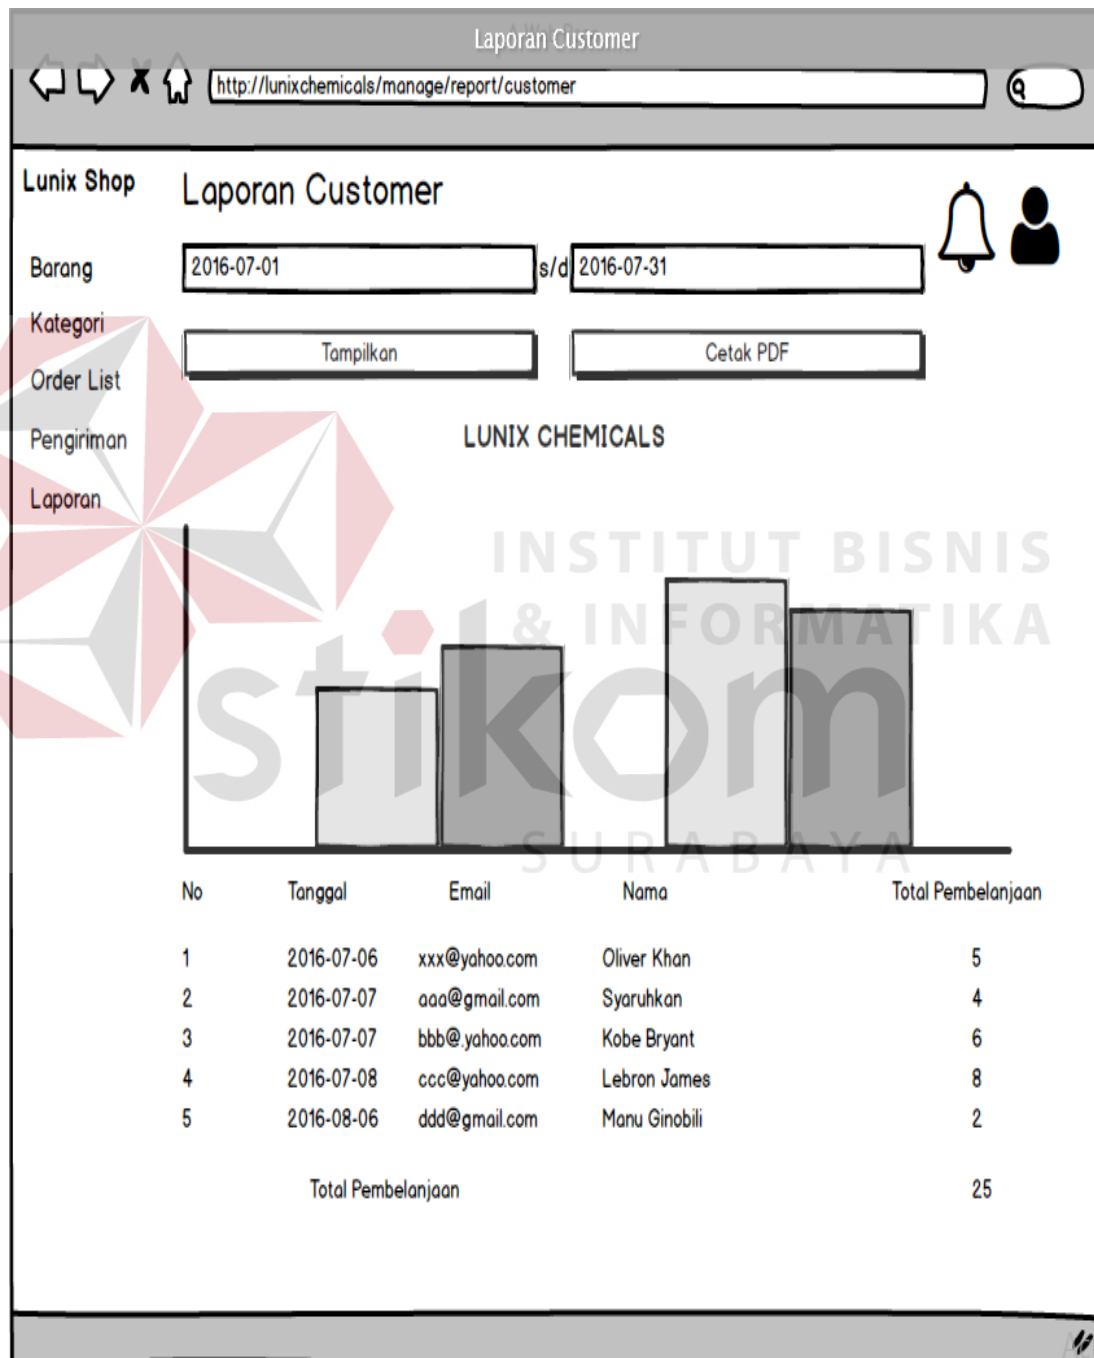 Laporan Customer
http://lunixchemicals/manage/report/customer
Lunix Shop
Laporan Customer
Barang
2016-07-01 s/d 2016-07-31
Kategori
Tampilkan Cetak PDF
Order List
Pengiriman
LUNIX CHEMICALS
Laporan
INSTITUT BISNIS
& INFORMATIKA
stikom
SURABAYA
No Tanggal Email Nama Total Pembelanjaan
1 2016-07-06 xxx@yahoo.com Oliver Khan 5
2 2016-07-07 aaa@gmail.com Syaruhkan 4
3 2016-07-07 bbb@.yahoo.com Kobe Bryant 6
4 2016-07-08 ccc@yahoo.com Lebron James 8
5 2016-08-06 ddd@gmail.com Manu Ginobili 2
Total Pembelanjaan 25